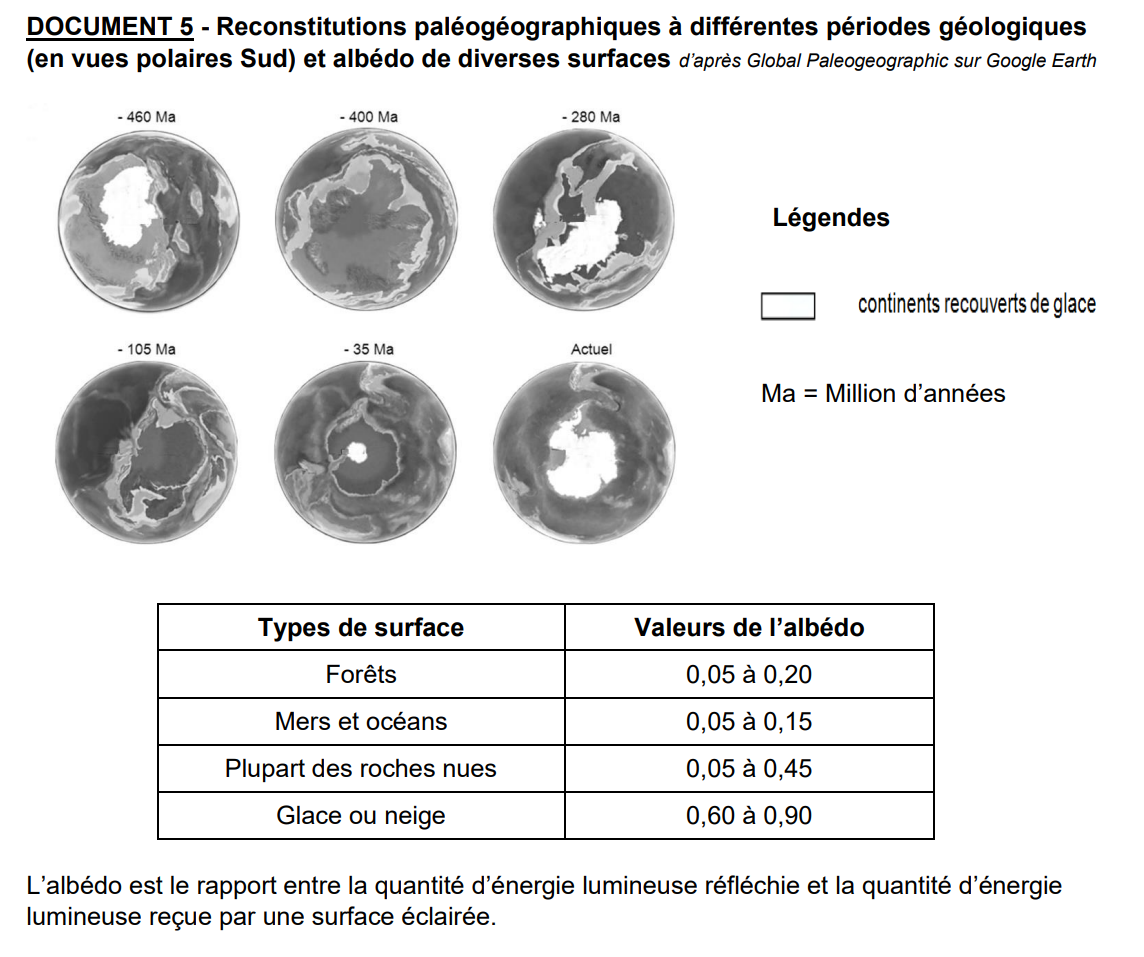 DOCUMENT 5 - Reconstitutions paléogéographiques à différentes périodes géologiques
(en vues polaires Sud) et albédo de diverses surfaces d’après Global Paleogeographic sur Google Earth
- 460 Ma
- 400 Ma
- 280 Ma
Légendes
continents recouverts de glace
Ma = Million d’années
- 105 Ma
- 35 Ma
Actuel
Types de surface
Valeurs de l’albédo
Forêts
0,05 à 0,20
Mers et océans
0,05 à 0,15
Plupart des roches nues
0,05 à 0,45
Glace ou neige
0,60 à 0,90
L’albédo est le rapport entre la quantité d’énergie lumineuse réfléchie et la quantité d’énergie
lumineuse reçue par une surface éclairée.